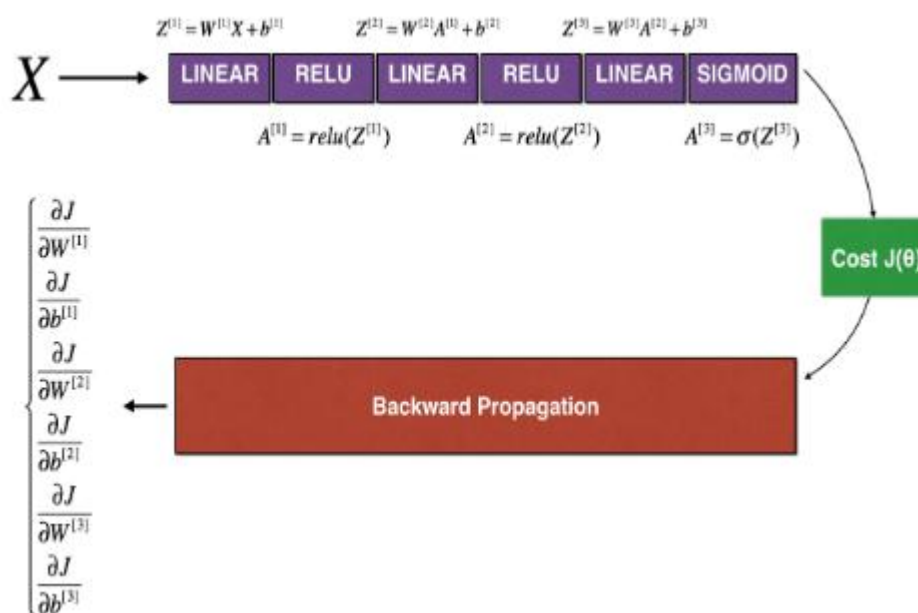 Z^[1] = W^[1]X + b^[1] Z^[2] = W^[2]A^[1] + b^[2] Z^[3] = W^[3]A^[2] + b^[3]
X LINEAR RELU LINEAR RELU LINEAR SIGMOID
A^[1] = relu(Z^[1]) A^[2] = relu(Z^[2]) A^[3] = σ(Z^[3])
Cost J(θ)
Backward Propagation
∂J
∂W^[1]
∂J
∂b^[1]
∂J
∂W^[2]
∂J
∂b^[2]
∂J
∂W^[3]
∂J
∂b^[3]